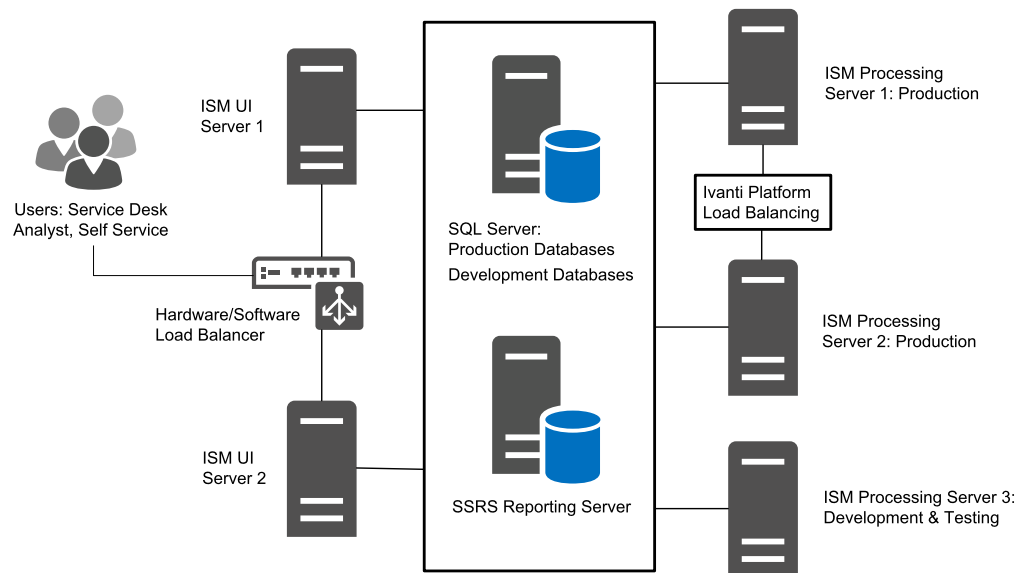 ISM UI
Server 1
Users: Service Desk
Analyst, Self Service
Hardware/Software
Load Balancer
ISM UI
Server 2
SQL Server:
Production Databases
Development Databases
SSRS Reporting Server
ISM Processing
Server 1: Production
Ivanti Platform
Load Balancing
ISM Processing
Server 2: Production
ISM Processing Server 3:
Development & Testing